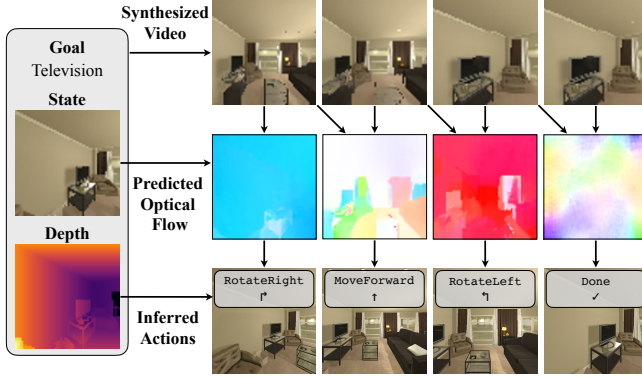 Goal
Television
State
Depth
Synthesized
Video
Predicted
Optical
Flow
Inferred
Actions
RotateRight
↱
MoveForward
↑
RotateLeft
↰
Done
✓